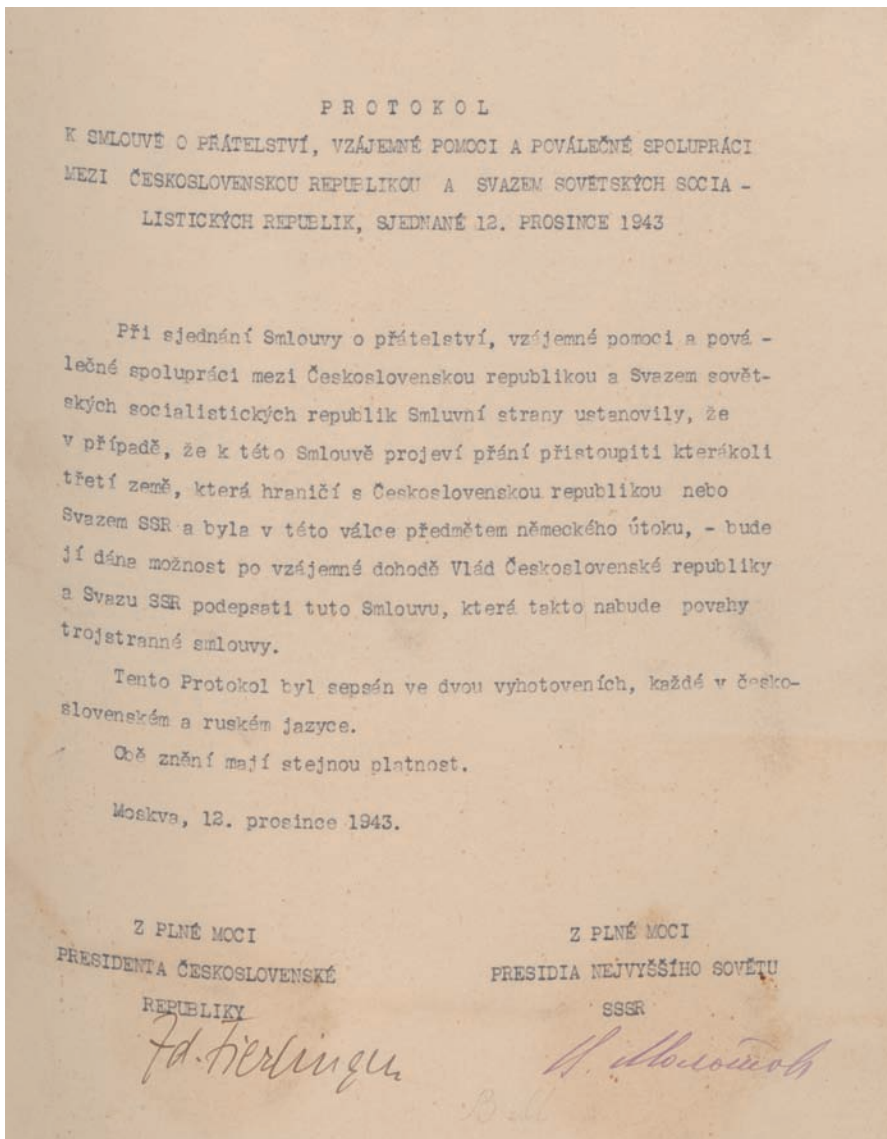 P R O T O K O L
K SMLOUVĚ O PŘÁTELSTVÍ, VZÁJEMNÉ POMOCI A POVÁLEČNÉ SPOLUPRÁCI
MEZI ČESKOSLOVENSKOU REPUBLIKOU A SVAZEM SOVĚTSKÝCH SOCIA -
LISTICKÝCH REPUBLIK, SJEDNANÉ 12. PROSINCE 1943
Při sjednání Smlouvy o přátelství, vzájemné pomoci a pová -
lečné spolupráci mezi Československou republikou a Svazem sovět-
ských socialistických republik Smluvní strany ustanovily, že
v případě, že k této Smlouvě projeví přání přistoupiti kterákoli
třetí země, která hraničí s Československou republikou nebo
Svazem SSR a byla v této válce předmětem německého útoku, - bude
jí dána možnost po vzájemné dohodě Vlád Československé republiky
a Svazu SSR podepsati tuto Smlouvu, která takto nabude povahy
trojstranné smlouvy.
Tento Protokol byl sepsán ve dvou vyhotoveních, každé v česko-
slovenském a ruském jazyce.
Obě znění mají stejnou platnost.
Moskva, 12. prosince 1943.
Z PLNÉ MOCI
PRESIDENTA ČESKOSLOVENSKÉ
REPUBLIKY
Zd. Fierlinger
Z PLNÉ MOCI
PRESIDIA NEJVYŠŠÍHO SOVĚTU
SSSR
В. Молотов